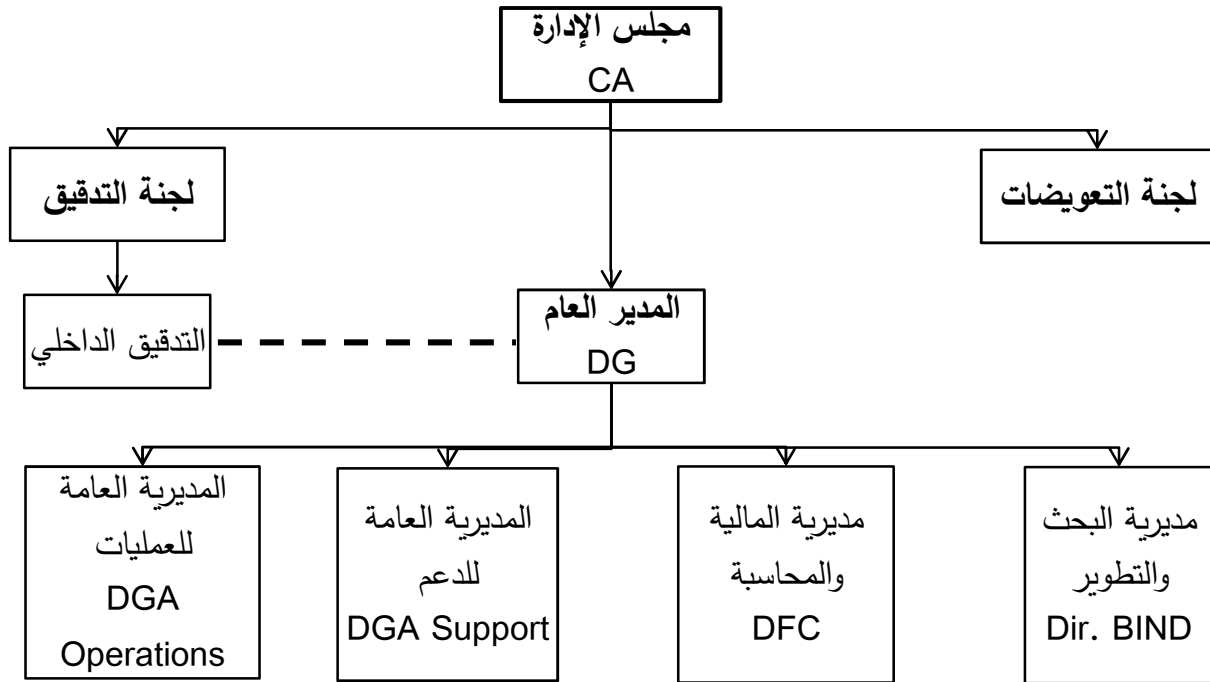 مجلس الإدارة
CA
لجنة التدقيق
لجنة التعويضات
التدقيق الداخلي
المدير العام
DG
المديرية العامة
للعمليات
DGA
Operations
المديرية العامة
للدعم
DGA Support
مديرية المالية
والمحاسبة
DFC
مديرية البحث
والتطوير
Dir. BIND